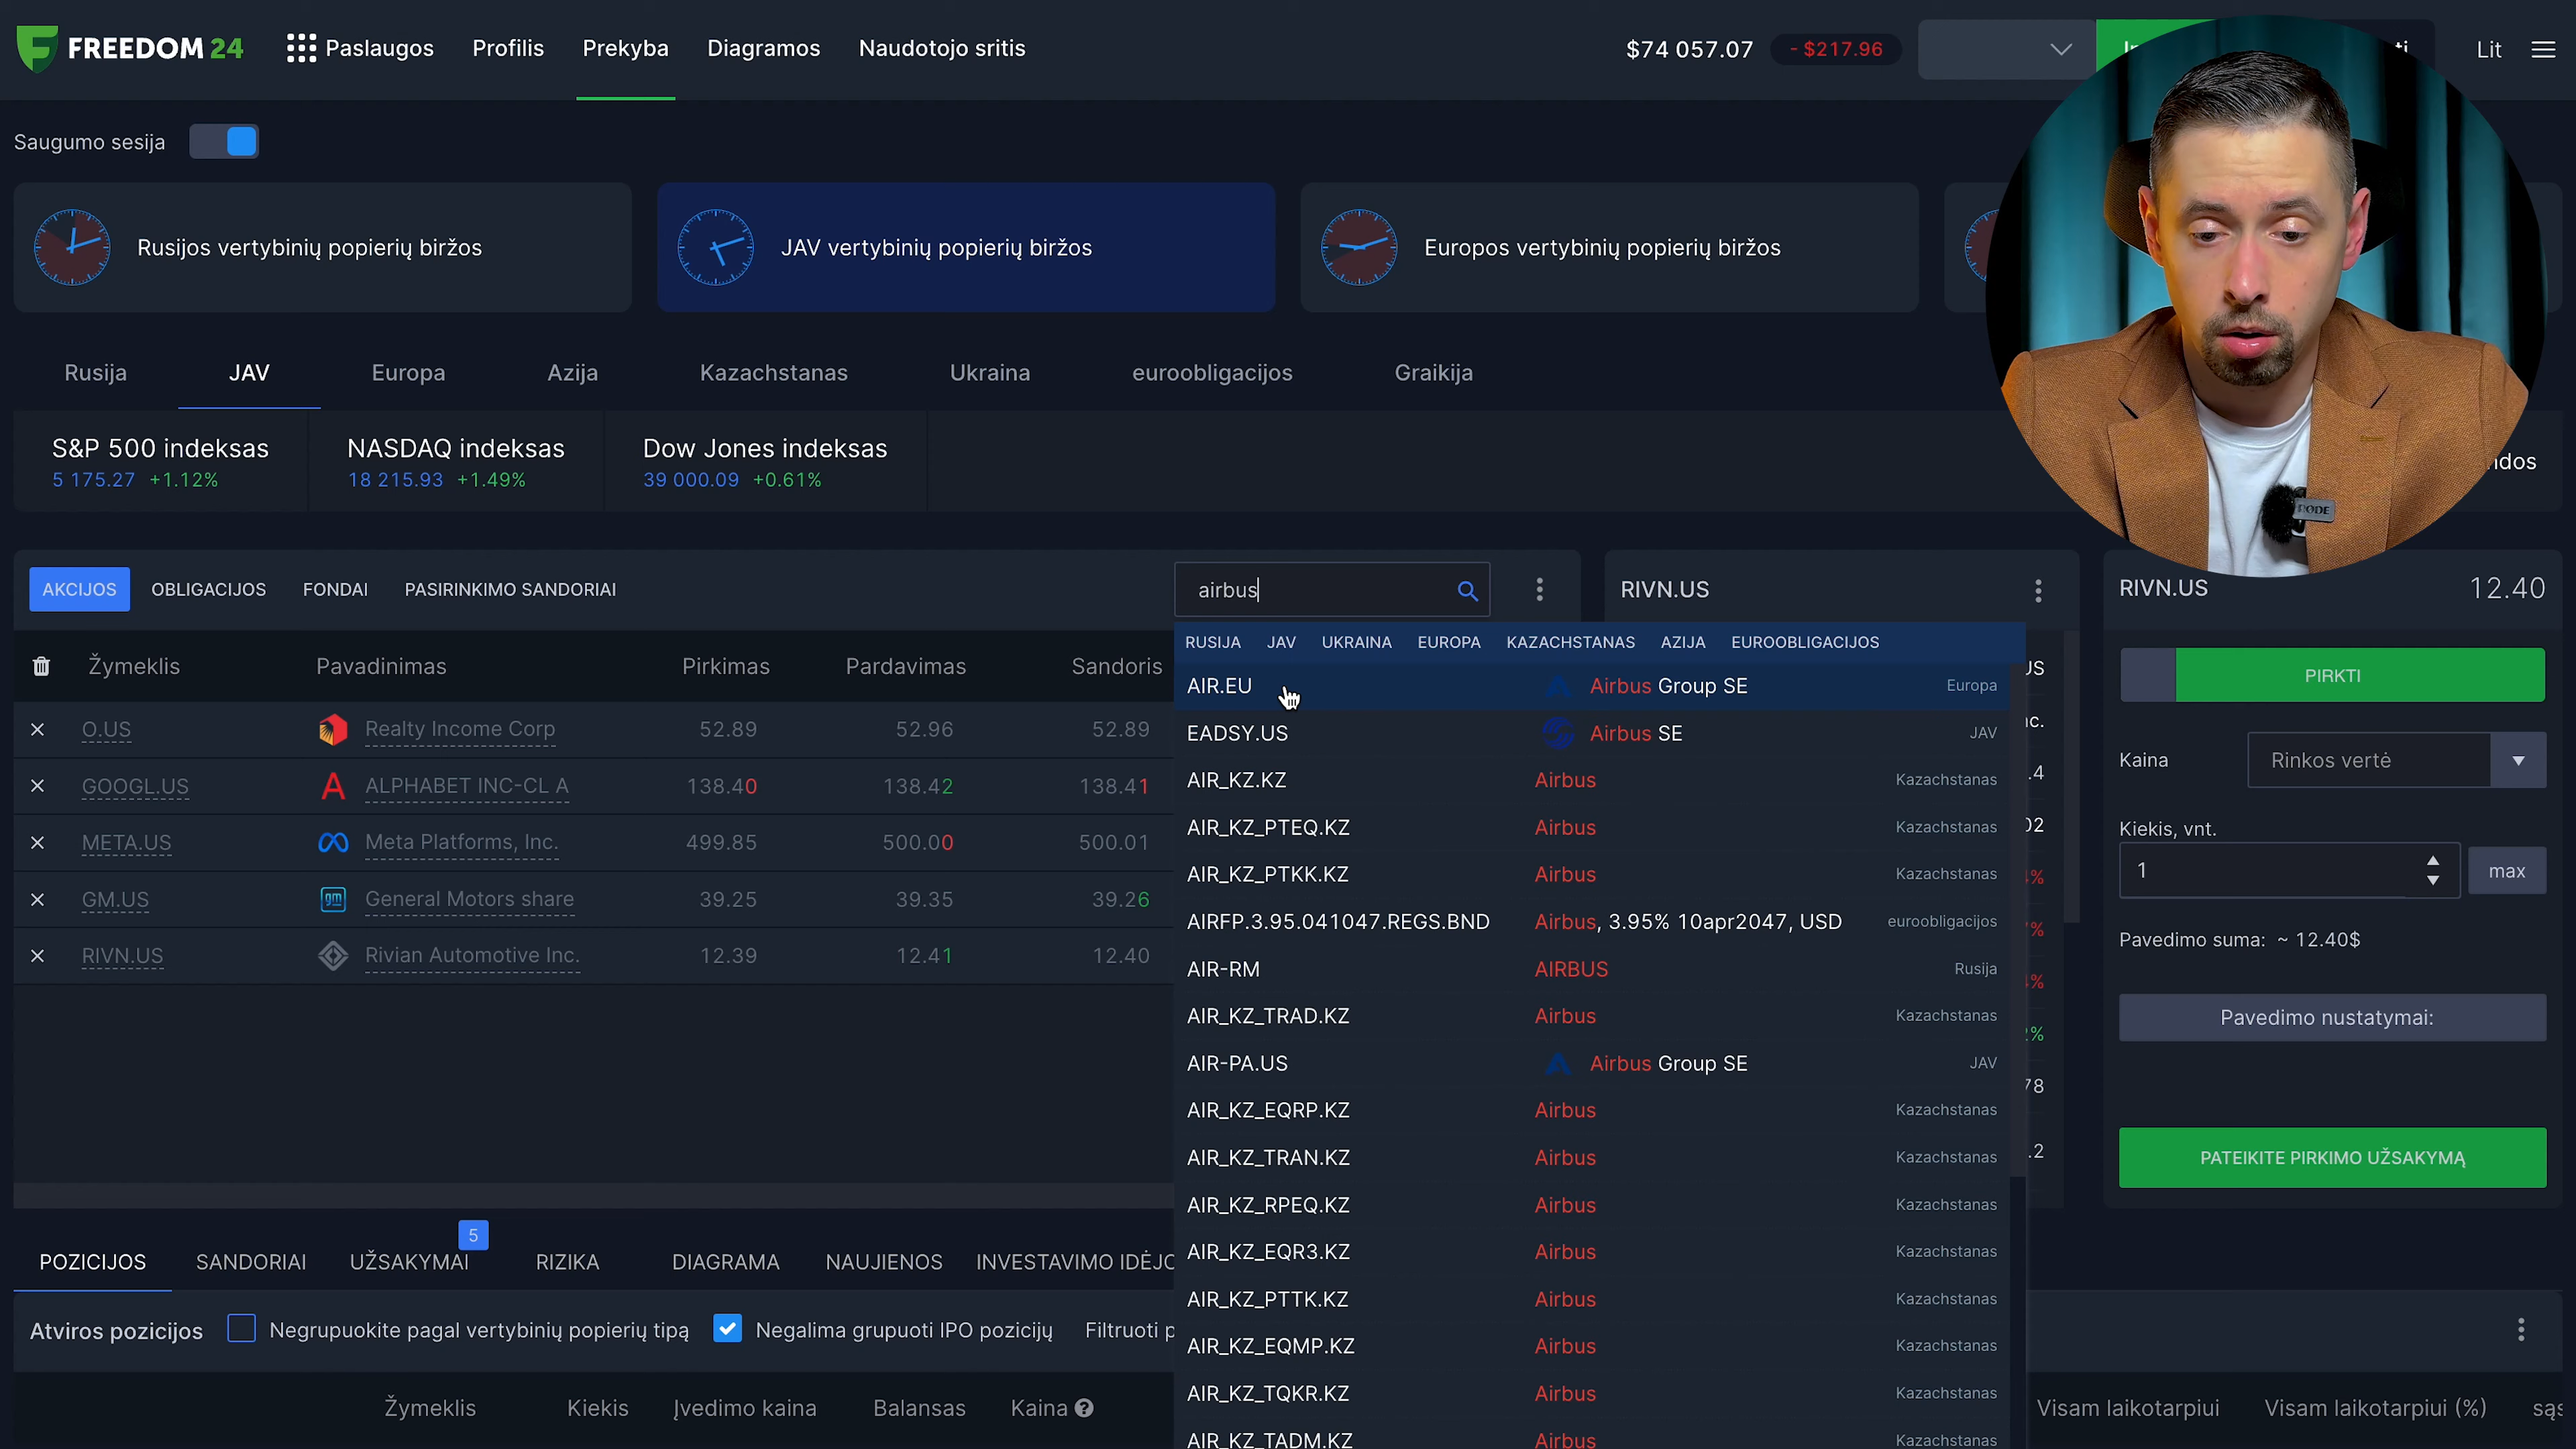 FREEDOM 24
Paslaugos Profilis Prekyba Diagramos Naudotojo sritis
$74 057.07 - $217.96 Lit
Saugumo sesija
Rusijos vertybinių popierių biržos JAV vertybinių popierių biržos Europos vertybinių popierių biržos
Rusija JAV Europa Azija Kazachstanas Ukraina euroobligacijos Graikija
S&P 500 indeksas NASDAQ indeksas Dow Jones indeksas
5 175.27 +1.12% 18 215.93 +1.49% 39 000.09 +0.61%
RØDE
AKCIJOS OBLIGACIJOS FONDAI PASIRINKIMO SANDORIAI airbus RIVN.US RIVN.US 12.40
RUSIJA JAV UKRAINA EUROPA KAZACHSTANAS AZIJA EUROOBLIGACIJOS
Žymeklis Pavadinimas Pirkimas Pardavimas Sandoris
O.US Realty Income Corp 52.89 52.96 52.89
GOOGL.US ALPHABET INC-CL A 138.40 138.42 138.41
META.US Meta Platforms, Inc. 499.85 500.00 500.01
GM.US gm General Motors share 39.25 39.35 39.26
RIVN.US Rivian Automotive Inc. 12.39 12.41 12.40
AIR.EU Airbus Group SE Europa
EADSY.US Airbus SE JAV
AIR_KZ.KZ Airbus Kazachstanas
AIR_KZ_PTEQ.KZ Airbus Kazachstanas
AIR_KZ_PTKK.KZ Airbus Kazachstanas
AIRFP.3.95.041047.REGS.BND Airbus, 3.95% 10apr2047, USD euroobligacijos
AIR-RM AIRBUS Rusija
AIR_KZ_TRAD.KZ Airbus Kazachstanas
AIR-PA.US Airbus Group SE JAV
AIR_KZ_EQRP.KZ Airbus Kazachstanas
AIR_KZ_TRAN.KZ Airbus Kazachstanas
AIR_KZ_RPEQ.KZ Airbus Kazachstanas
AIR_KZ_EQR3.KZ Airbus Kazachstanas
AIR_KZ_PTTK.KZ Airbus Kazachstanas
AIR_KZ_EQMP.KZ Airbus Kazachstanas
AIR_KZ_TQKR.KZ Airbus Kazachstanas
AIR_KZ_TADM.KZ Airbus Kazachstanas
PIRKTI
Kaina Rinkos vertė
Kiekis, vnt.
1 max
Pavedimo suma: ~ 12.40$
Pavedimo nustatymai:
PATEIKITE PIRKIMO UŽSAKYMĄ
5
POZICIJOS SANDORIAI UŽSAKYMAI RIZIKA DIAGRAMA NAUJIENOS INVESTAVIMO
Atviros pozicijos Negrupuokite pagal vertybinių popierių tipą Negalima grupuoti IPO pozicijų Filtruoti
Žymeklis Kiekis Įvedimo kaina Balansas Kaina Visam laikotarpiui Visam laikotarpiui (%)